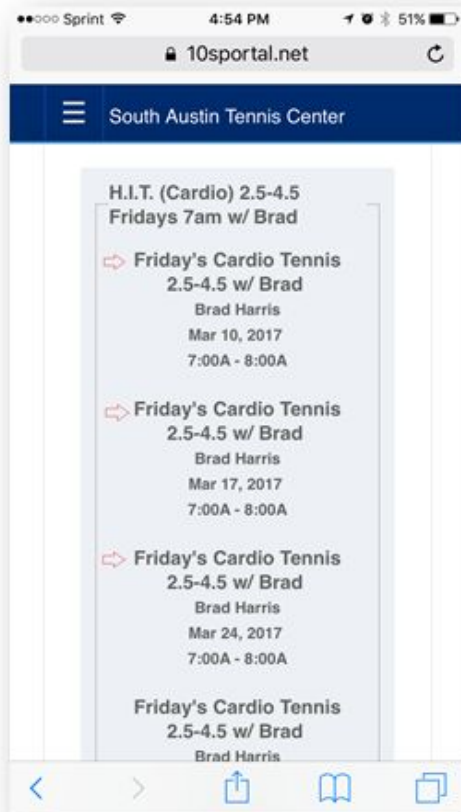 Sprint 4:54 PM 51%
10sportal.net
South Austin Tennis Center
H.I.T. (Cardio) 2.5-4.5
Fridays 7am w/ Brad
Friday's Cardio Tennis
2.5-4.5 w/ Brad
Brad Harris
Mar 10, 2017
7:00A - 8:00A
Friday's Cardio Tennis
2.5-4.5 w/ Brad
Brad Harris
Mar 17, 2017
7:00A - 8:00A
Friday's Cardio Tennis
2.5-4.5 w/ Brad
Brad Harris
Mar 24, 2017
7:00A - 8:00A
Friday's Cardio Tennis
2.5-4.5 w/ Brad
Brad Harris